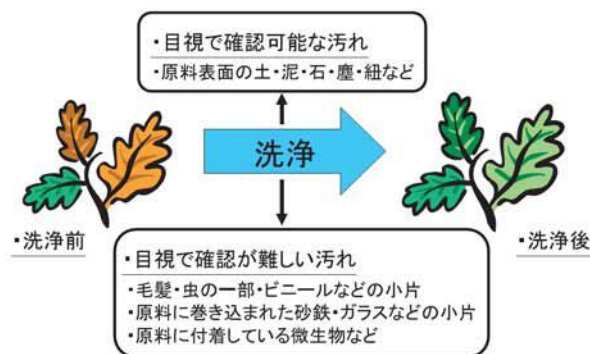 ・目視で確認可能な汚れ
・原料表面の土・泥・石・塵・紐など
洗浄
・洗浄前
・洗浄後
・目視で確認が難しい汚れ
・毛髪・虫の一部・ビニールなどの小片
・原料に巻き込まれた砂鉄・ガラスなどの小片
・原料に付着している微生物など